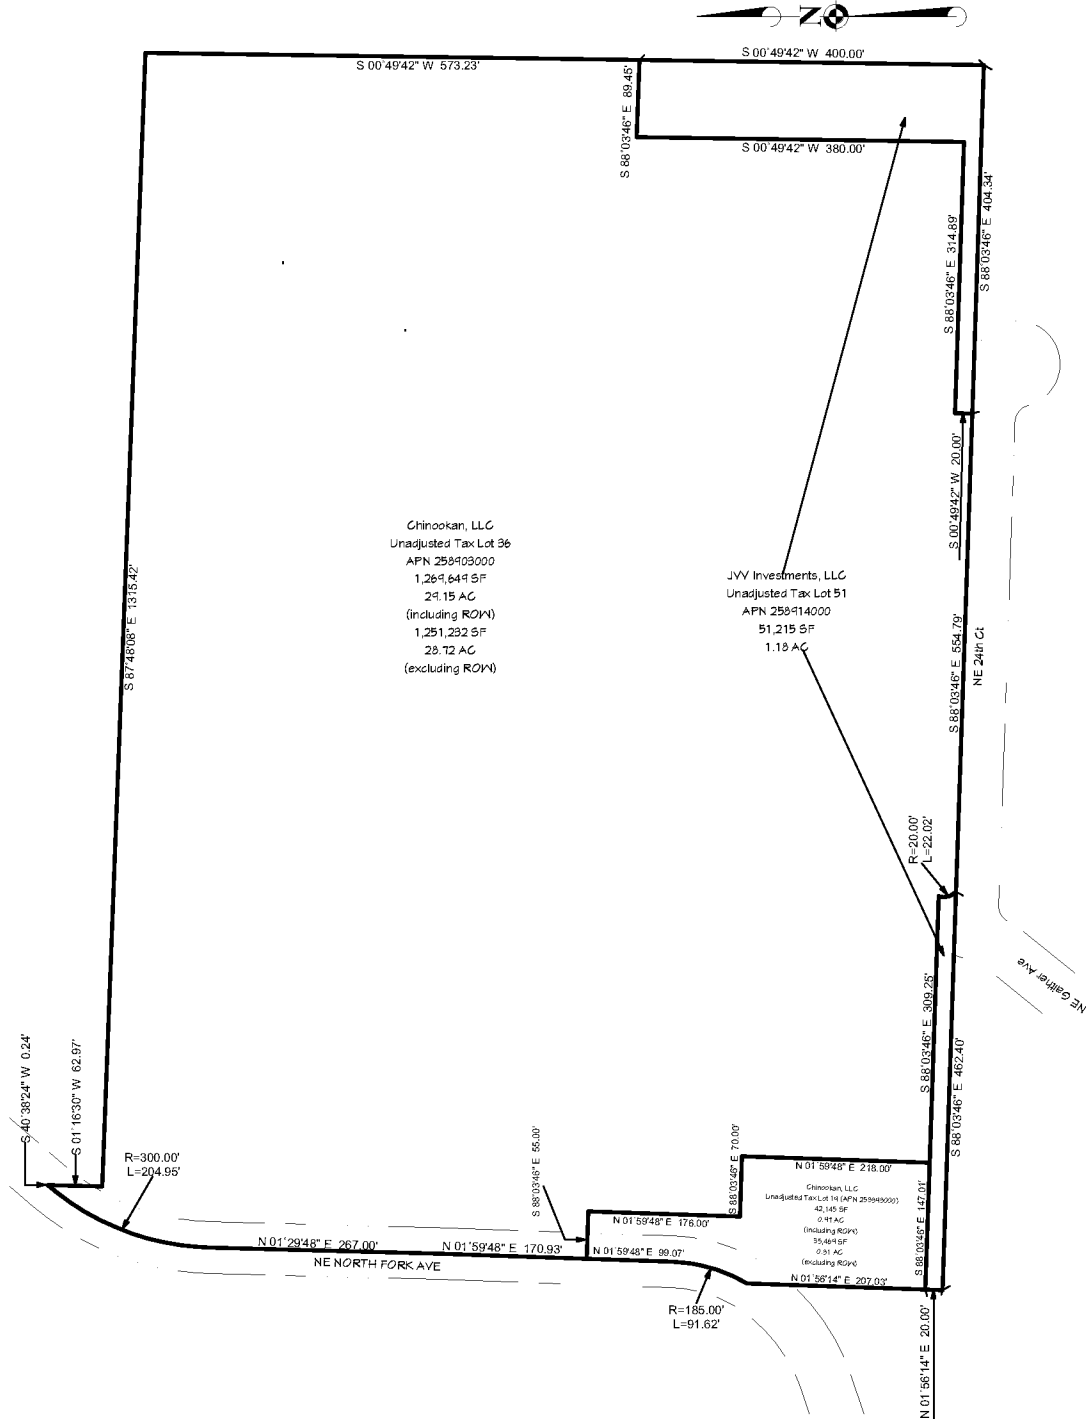 N
S 00°49'42" W 573.23'
S 00°49'42" W 400.00'
S 88°03'46" E 89.45'
S 00°49'42" W 380.00'
S 88°03'46" E 314.89'
S 88°03'46" E 404.34'
S 00°49'42" W 20.00'
S 87°48'08" E 1315.42'
Chinookan, LLC
Unadjusted Tax Lot 36
APN 258903000
1,269,649 SF
29.15 AC
(including ROW)
1,251,232 SF
28.72 AC
(excluding ROW)
JVV Investments, LLC
Unadjusted Tax Lot 51
APN 258914000
51,215 SF
1.18 AC
S 88°03'46" E 554.79'
NE 24th Ct
R=20.00'
L=22.02'
NE Gaither Ave
S 88°03'46" E 309.25'
S 88°03'46" E 462.40'
S 40°38'24" W 0.24'
S 01°16'30" W 62.97'
R=300.00'
L=204.95'
S 88°03'46" E 55.00'
S 88°03'46" E 70.00'
N 01°59'48" E 218.00'
Chinookan, LLC
Unadjusted Tax Lot 19 (APN 258949000)
42,145 SF
0.97 AC
(including ROW)
35,469 SF
0.81 AC
(excluding ROW)
S 88°03'46" E 147.01'
N 01°59'48" E 176.00'
N 01°29'48" E 267.00'
N 01°59'48" E 170.93'
N 01°59'48" E 99.07'
NE NORTH FORK AVE
N 01°56'14" E 207.03'
R=185.00'
L=91.62'
N 01°56'14" E 20.00'